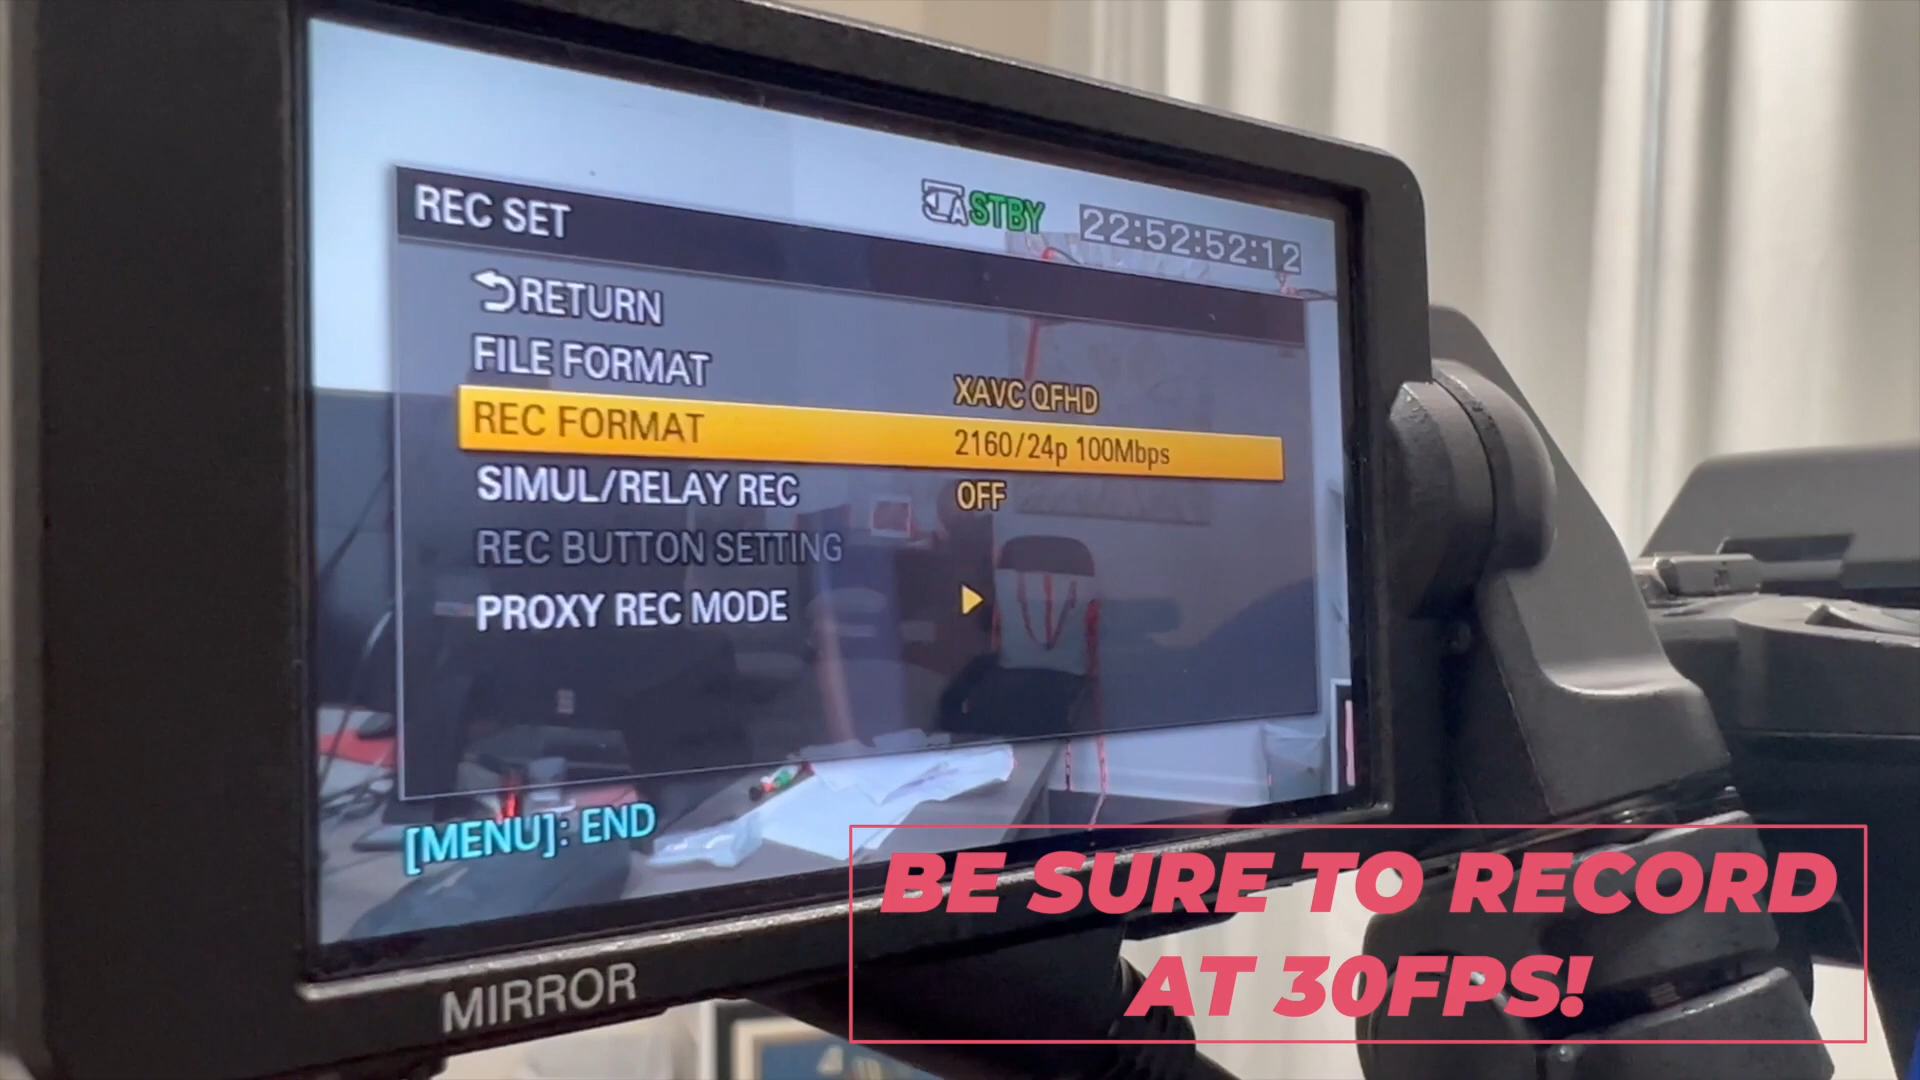 STBY 22:52:52:12
REC SET
RETURN
FILE FORMAT XAVC QFHD
REC FORMAT 2160/24p 100Mbps
SIMUL/RELAY REC OFF
REC BUTTON SETTING
PROXY REC MODE
[MENU]: END
MIRROR
BE SURE TO RECORD
AT 30FPS!